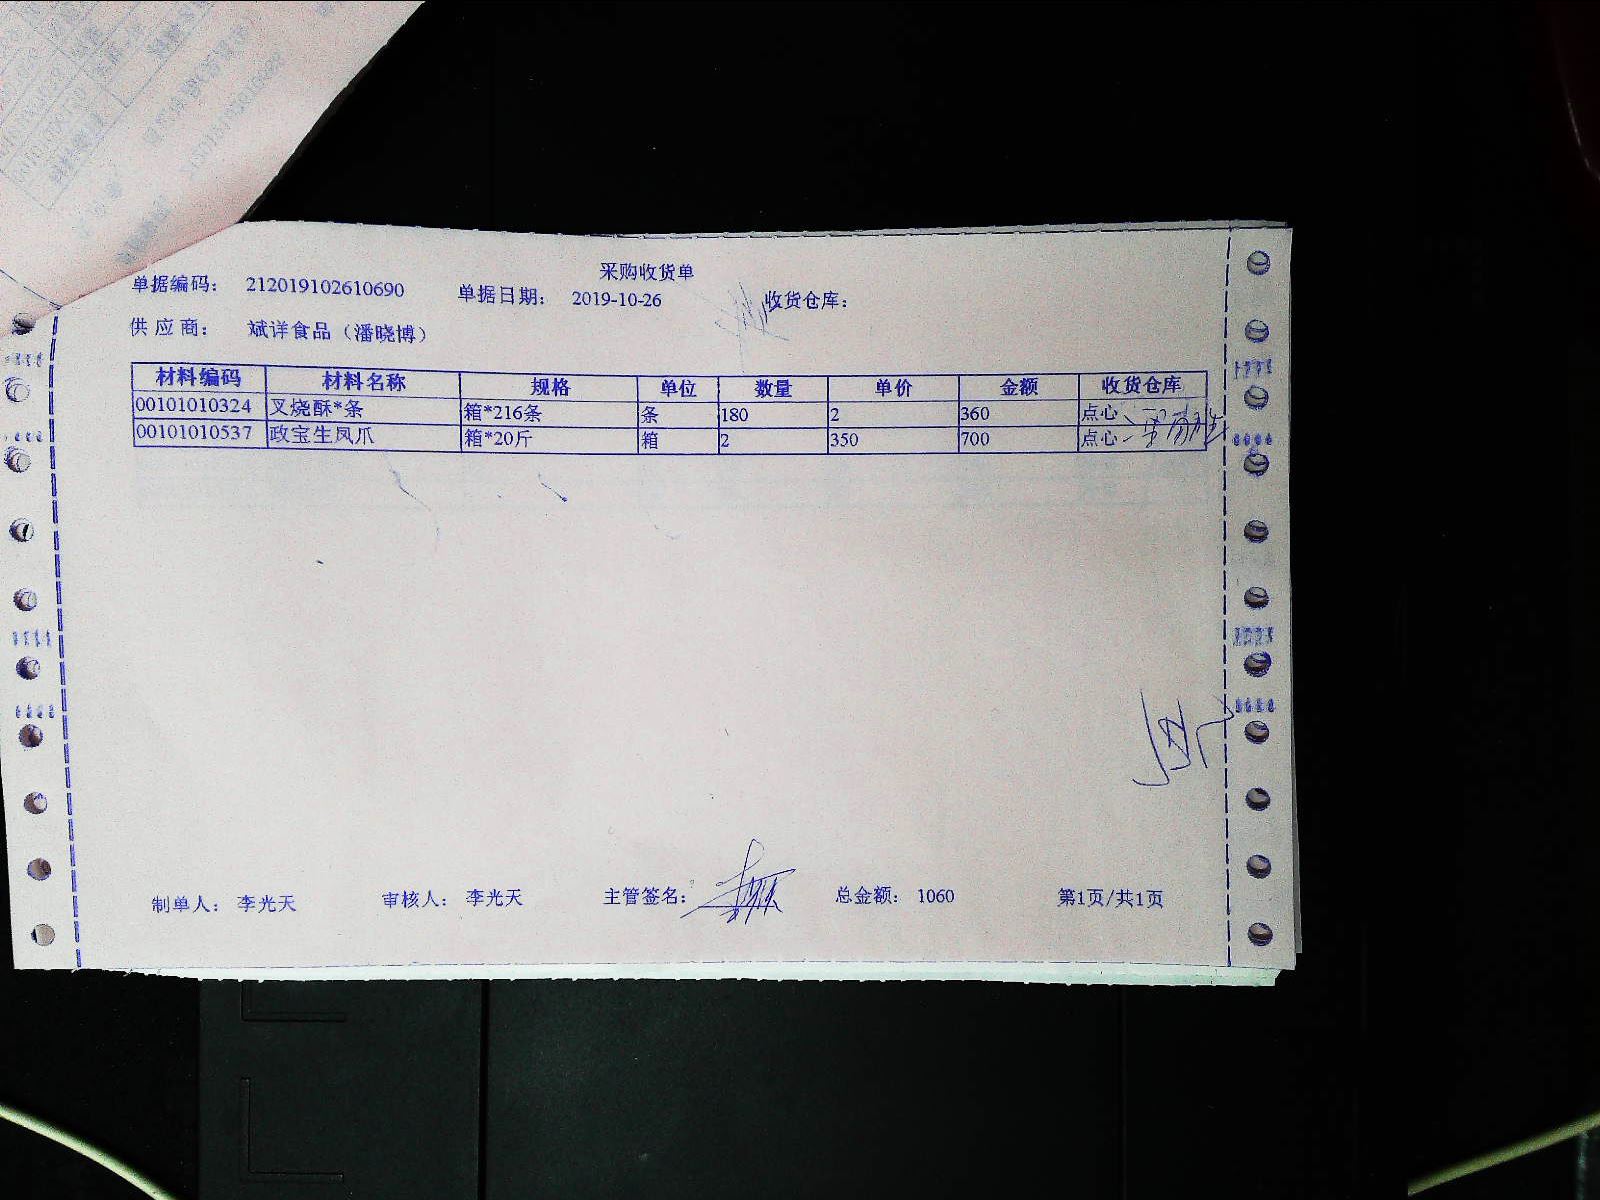 采购收货单
单据编码： 212019102610690 单据日期： 2019-10-26 收货仓库：
供应商： 斌详食品（潘晓博）
材料编码 材料名称 规格 单位 数量 单价 金额 收货仓库
00101010324 叉烧酥*条 箱*216条 条 180 2 360 点心
00101010537 政宝生凤爪 箱*20斤 箱 2 350 700 点心
制单人： 李光天 审核人： 李光天 主管签名： 总金额： 1060 第1页/共1页